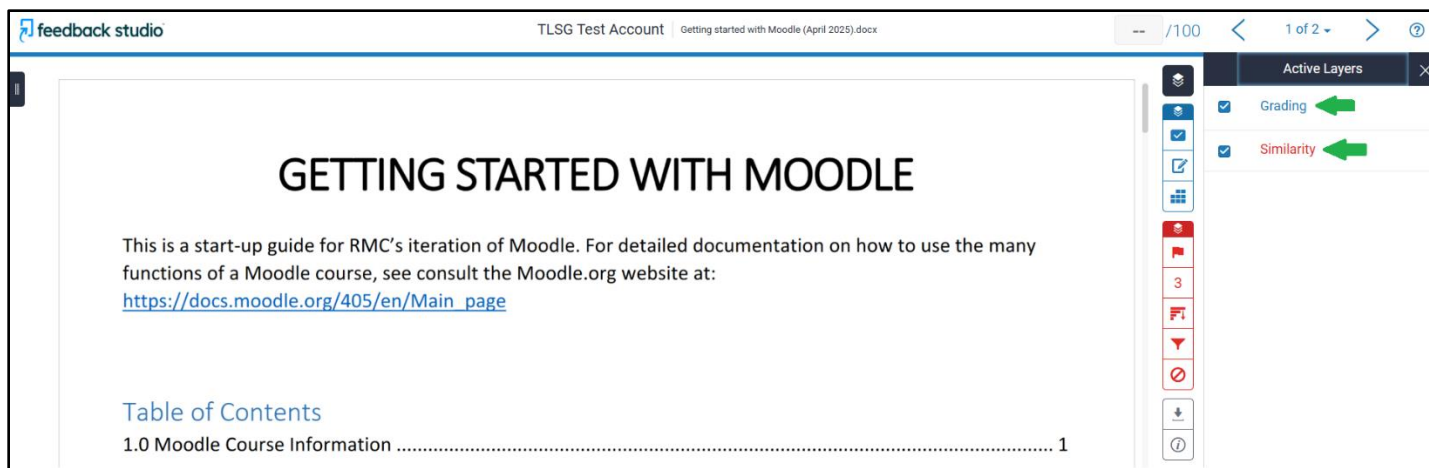 feedback studio
TLSG Test Account
Getting started with Moodle (April 2025).docx
-- /100
1 of 2
Active Layers
Grading
Similarity
GETTING STARTED WITH MOODLE
This is a start-up guide for RMC's iteration of Moodle. For detailed documentation on how to use the many
functions of a Moodle course, see consult the Moodle.org website at:
https://docs.moodle.org/405/en/Main_page
3
Table of Contents
1.0 Moodle Course Information .......................................................................................................... 1